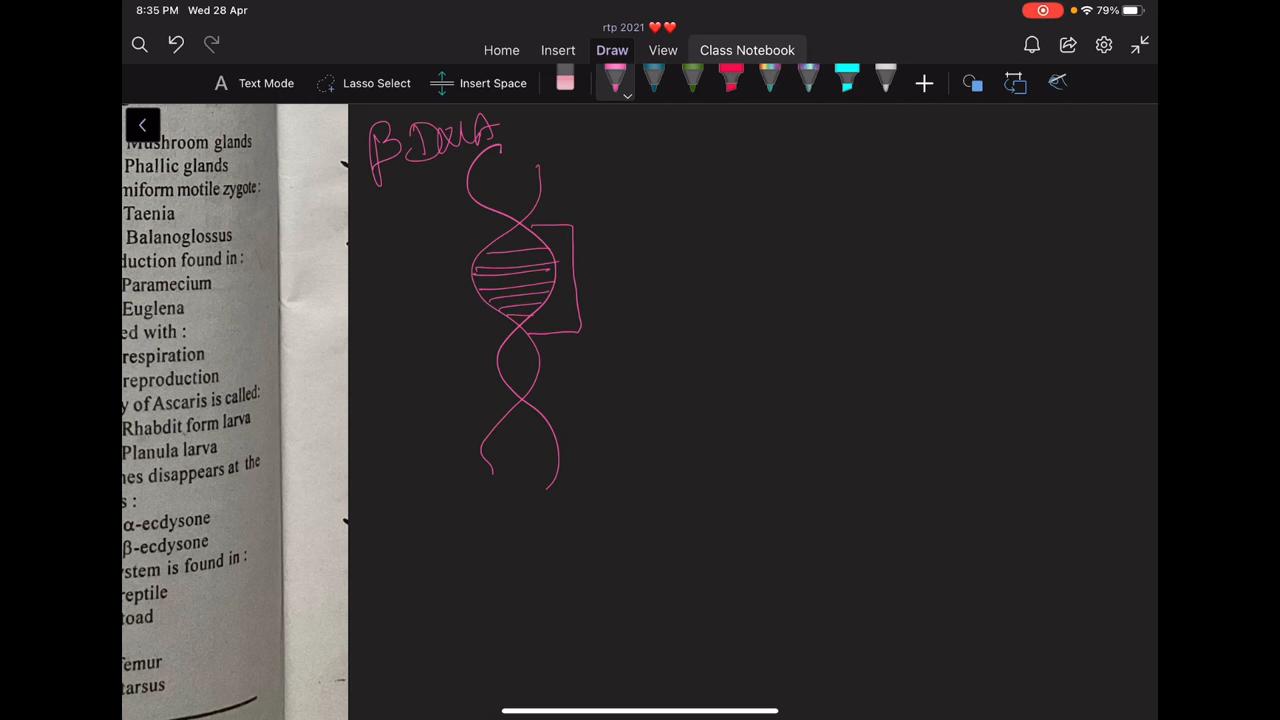 8:35 PM Wed 28 Apr
79%
rtp 2021 ❤️❤️
Home Insert Draw View Class Notebook
Text Mode Lasso Select Insert Space
Mushroom glands
Phallic glands
niform motile zygote:
Taenia
Balanoglossus
duction found in:
Paramecium
Euglena
ed with :
respiration
reproduction
y of Ascaris is called:
Rhabdit form larva
Planula larva
nes disappears at the
s :
α-ecdysone
β-ecdysone
ystem is found in :
reptile
toad
femur
tarsus
β DNA